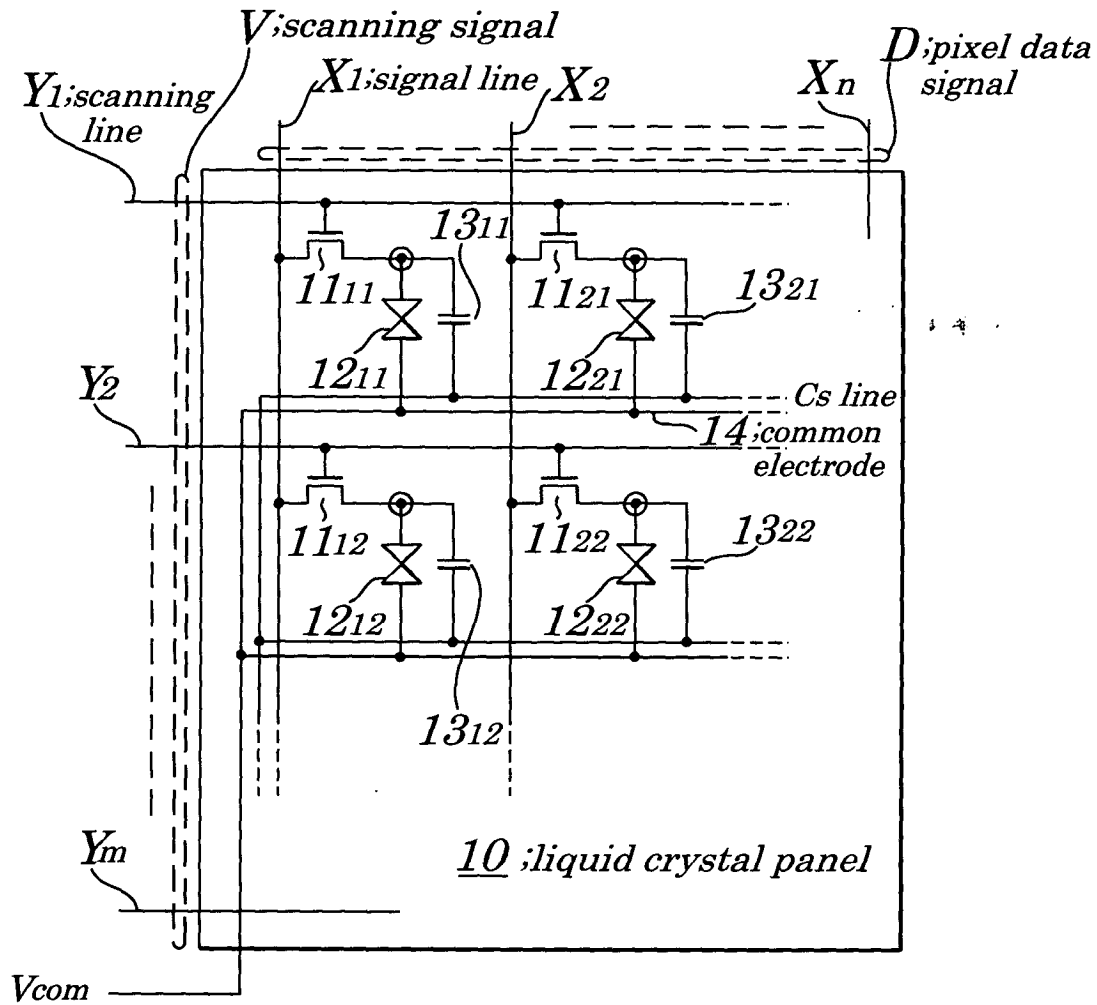 V;scanning signal
X1;signal line
X2
Xn
D;pixel data
signal
Y1;scanning
line
1311
1111
1211
1121
1321
1221
Y2
Cs line
14;common
electrode
1112
1212
1122
1322
1222
1312
Ym
10;liquid crystal panel
Vcom